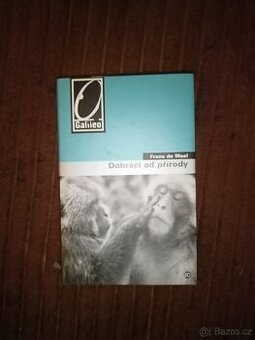 Galileo
Frans de Waal
Dobráci od přírody
Bazos.cz